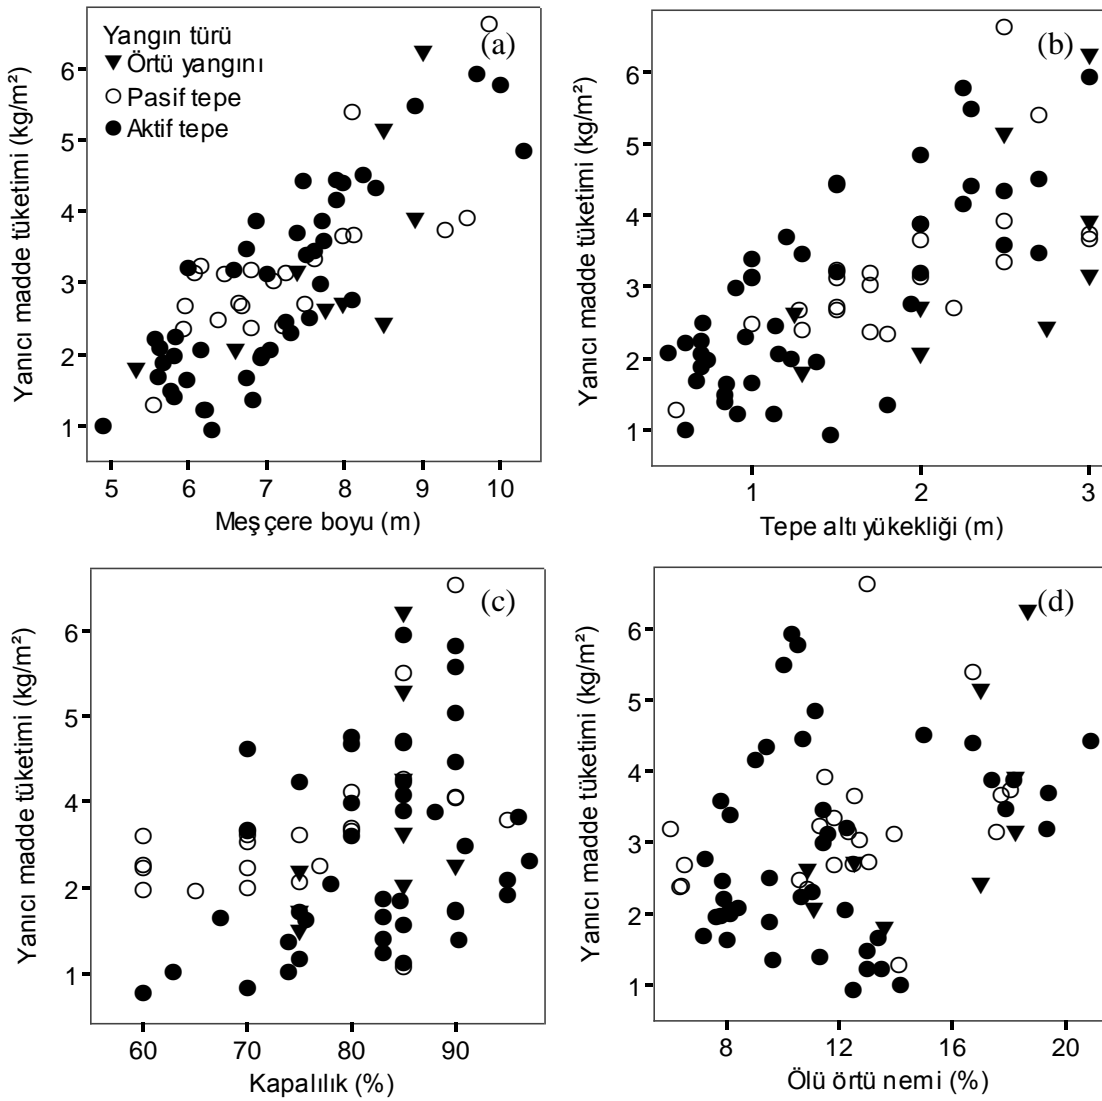 (a)
Yangın türü
Örtü yangını
Pasif tepe
Aktif tepe
Yanıcı madde tüketimi (kg/m²)
6
5
4
3
2
1
5 6 7 8 9 10
Meşçere boyu (m)
(b)
Yanıcı madde tüketimi (kg/m²)
6
5
4
3
2
1
1 2 3
Tepe altı yükekliği (m)
(c)
Yanıcı madde tüketimi (kg/m²)
6
5
4
2
1
60 70 80 90
Kapalılık (%)
(d)
Yanıcı madde tüketimi (kg/m²)
6
5
4
3
2
1
8 12 16 20
Ölü örtü nemi (%)